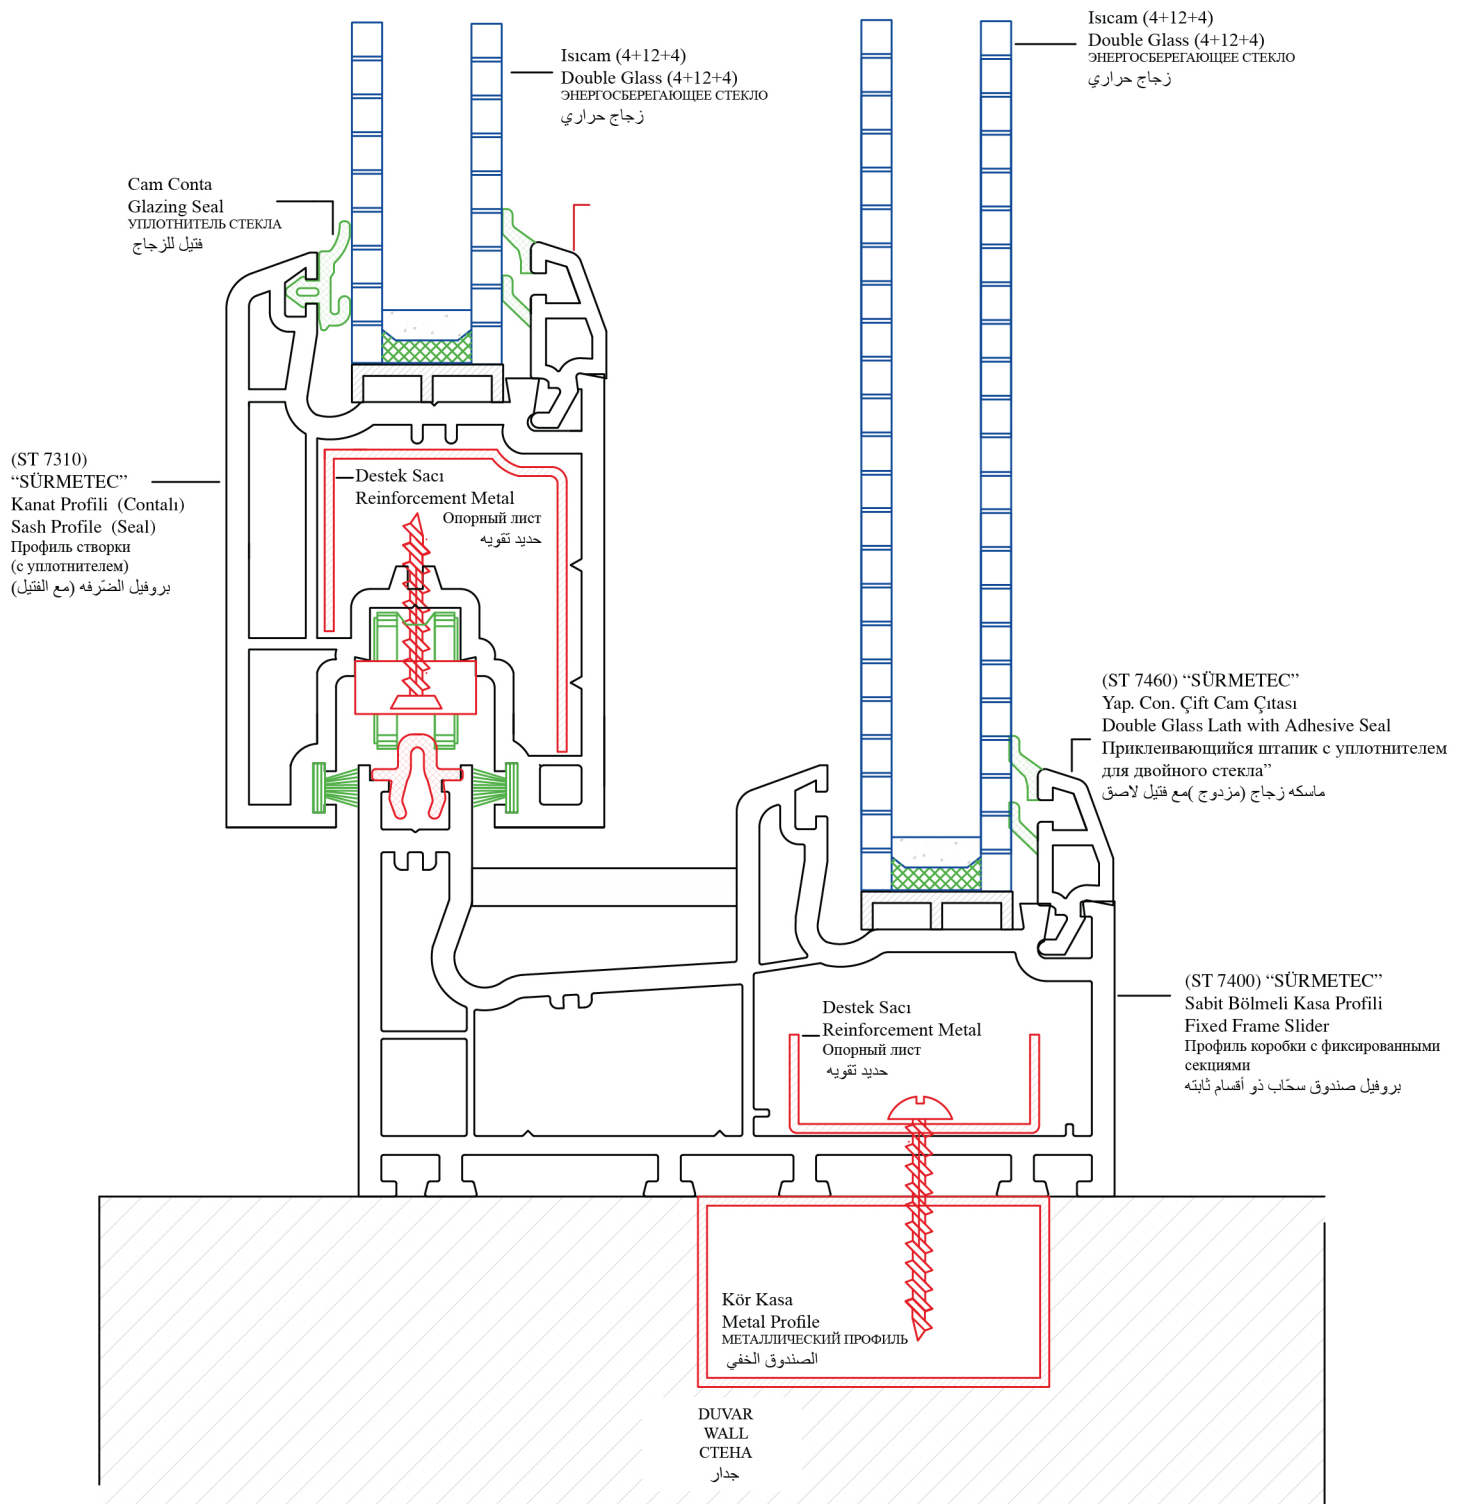 Isıcam (4+12+4)
Double Glass (4+12+4)
ЭНЕРГОСБЕРЕГАЮЩЕЕ СТЕКЛО
زجاج حراري
Isıcam (4+12+4)
Double Glass (4+12+4)
ЭНЕРГОСБЕРЕГАЮЩЕЕ СТЕКЛО
زجاج حراري
Cam Conta
Glazing Seal
УПЛОТНИТЕЛЬ СТЕКЛА
فتيل للزجاج
(ST 7310)
“SÜRMETEC”
Kanat Profili (Contalı)
Sash Profile (Seal)
Профиль створки
(с уплотнителем)
بروفيل الضّرفه (مع الفتيل)
Destek Sacı
Reinforcement Metal
Опорный лист
حديد تقويه
(ST 7460) “SÜRMETEC”
Yap. Con. Çift Cam Çıtası
Double Glass Lath with Adhesive Seal
Приклеивающийся штапик с уплотнителем
для двойного стекла”
ماسكه زجاج (مزدوج )مع فتيل لاصق
(ST 7400) “SÜRMETEC”
Sabit Bölmeli Kasa Profili
Fixed Frame Slider
Профиль коробки с фиксированными
секциями
بروفيل صندوق سحّاب ذو أقسام ثابته
Destek Sacı
Reinforcement Metal
Опорный лист
حديد تقويه
Kör Kasa
Metal Profile
МЕТАЛЛИЧЕСКИЙ ПРОФИЛЬ
الصندوق الخفي
DUVAR
WALL
СТЕНА
جدار